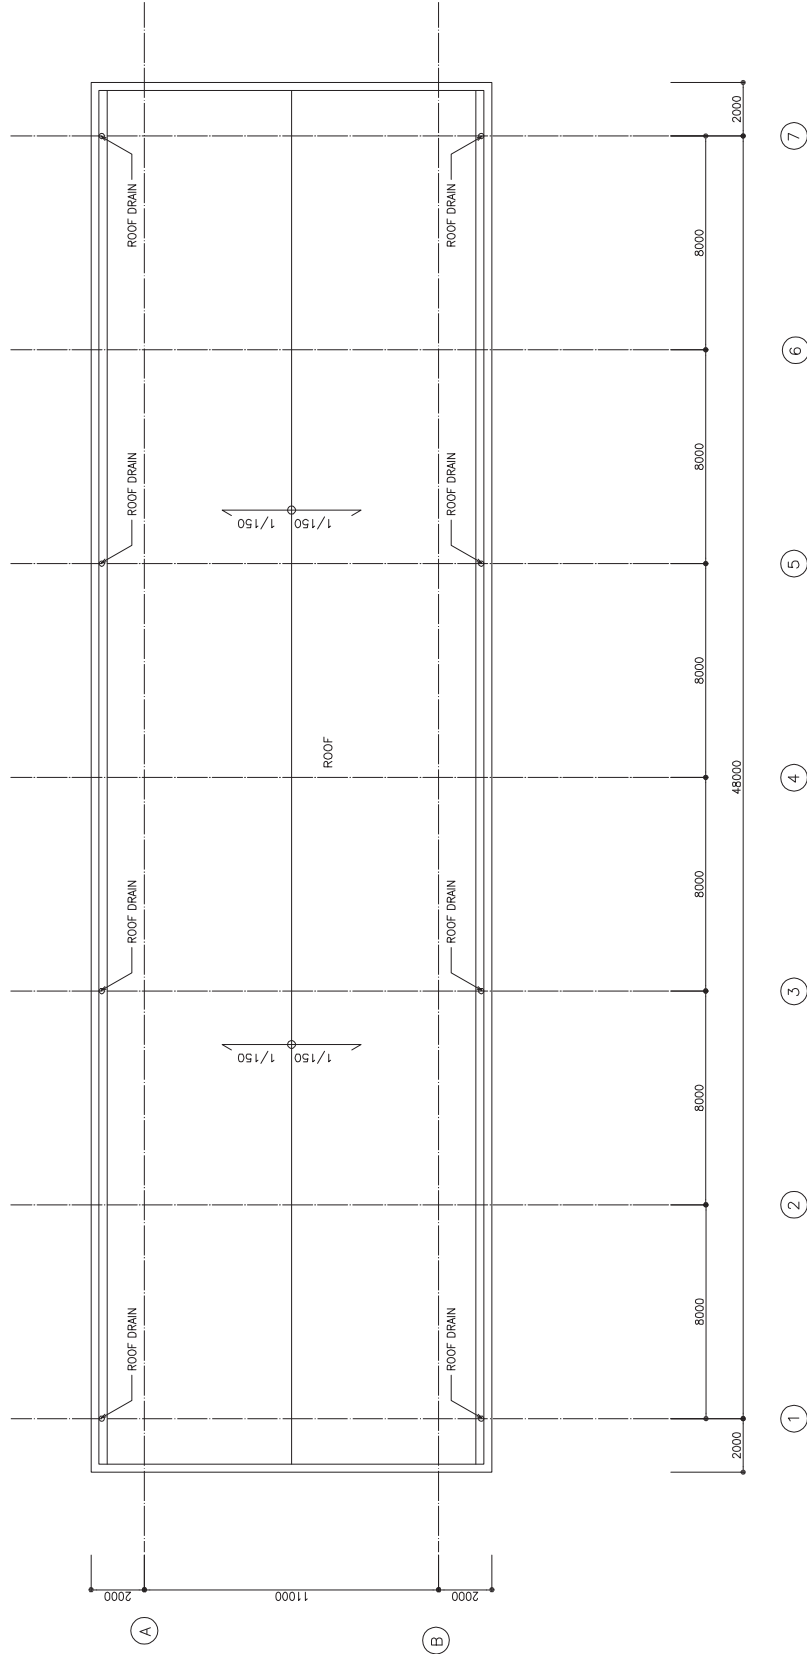 ROOF DRAIN
ROOF DRAIN
ROOF DRAIN
ROOF DRAIN
2000
A
1/150
1/150
11000
ROOF
1/150
1/150
ROOF DRAIN
ROOF DRAIN
ROOF DRAIN
ROOF DRAIN
B
2000
8000
8000
8000
8000
8000
8000
2000
48000
2000
1
2
3
4
5
6
7